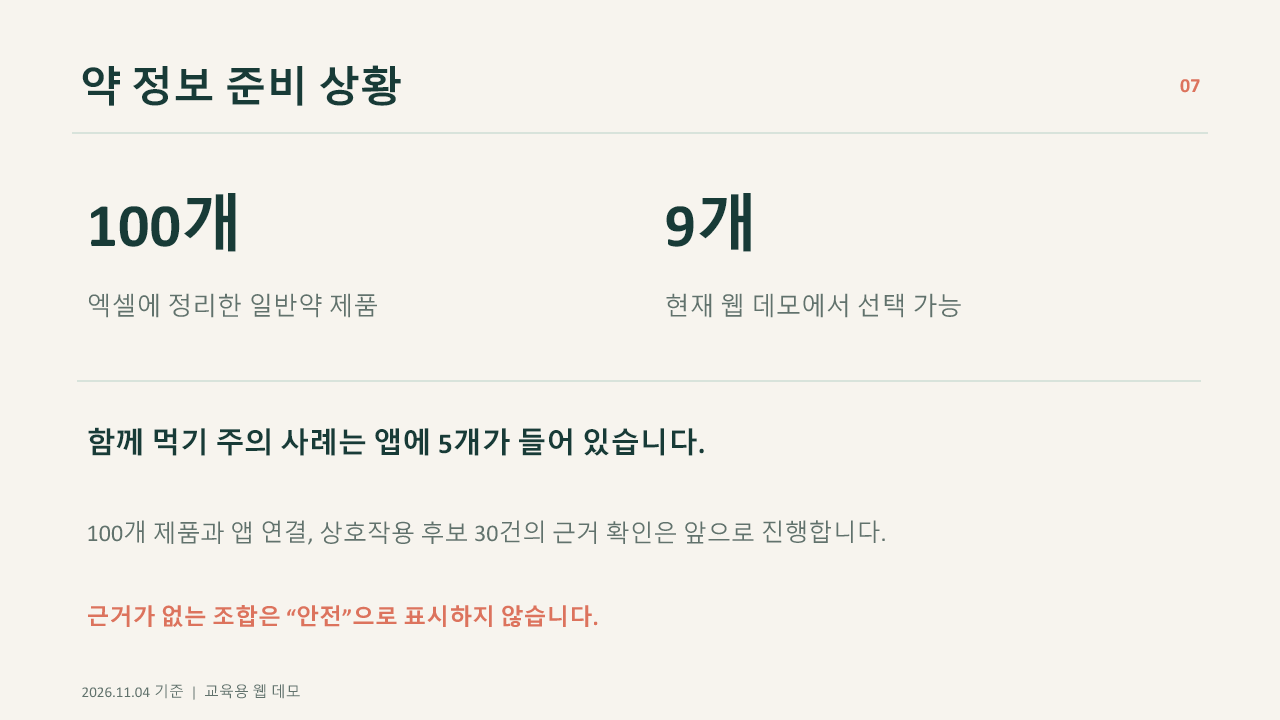 약 정보 준비 상황
07
100개
9개
엑셀에 정리한 일반약 제품
현재 웹 데모에서 선택 가능
함께 먹기 주의 사례는 앱에 5개가 들어 있습니다.
100개 제품과 앱 연결, 상호작용 후보 30건의 근거 확인은 앞으로 진행합니다.
근거가 없는 조합은 “안전”으로 표시하지 않습니다.
2026.11.04 기준 | 교육용 웹 데모